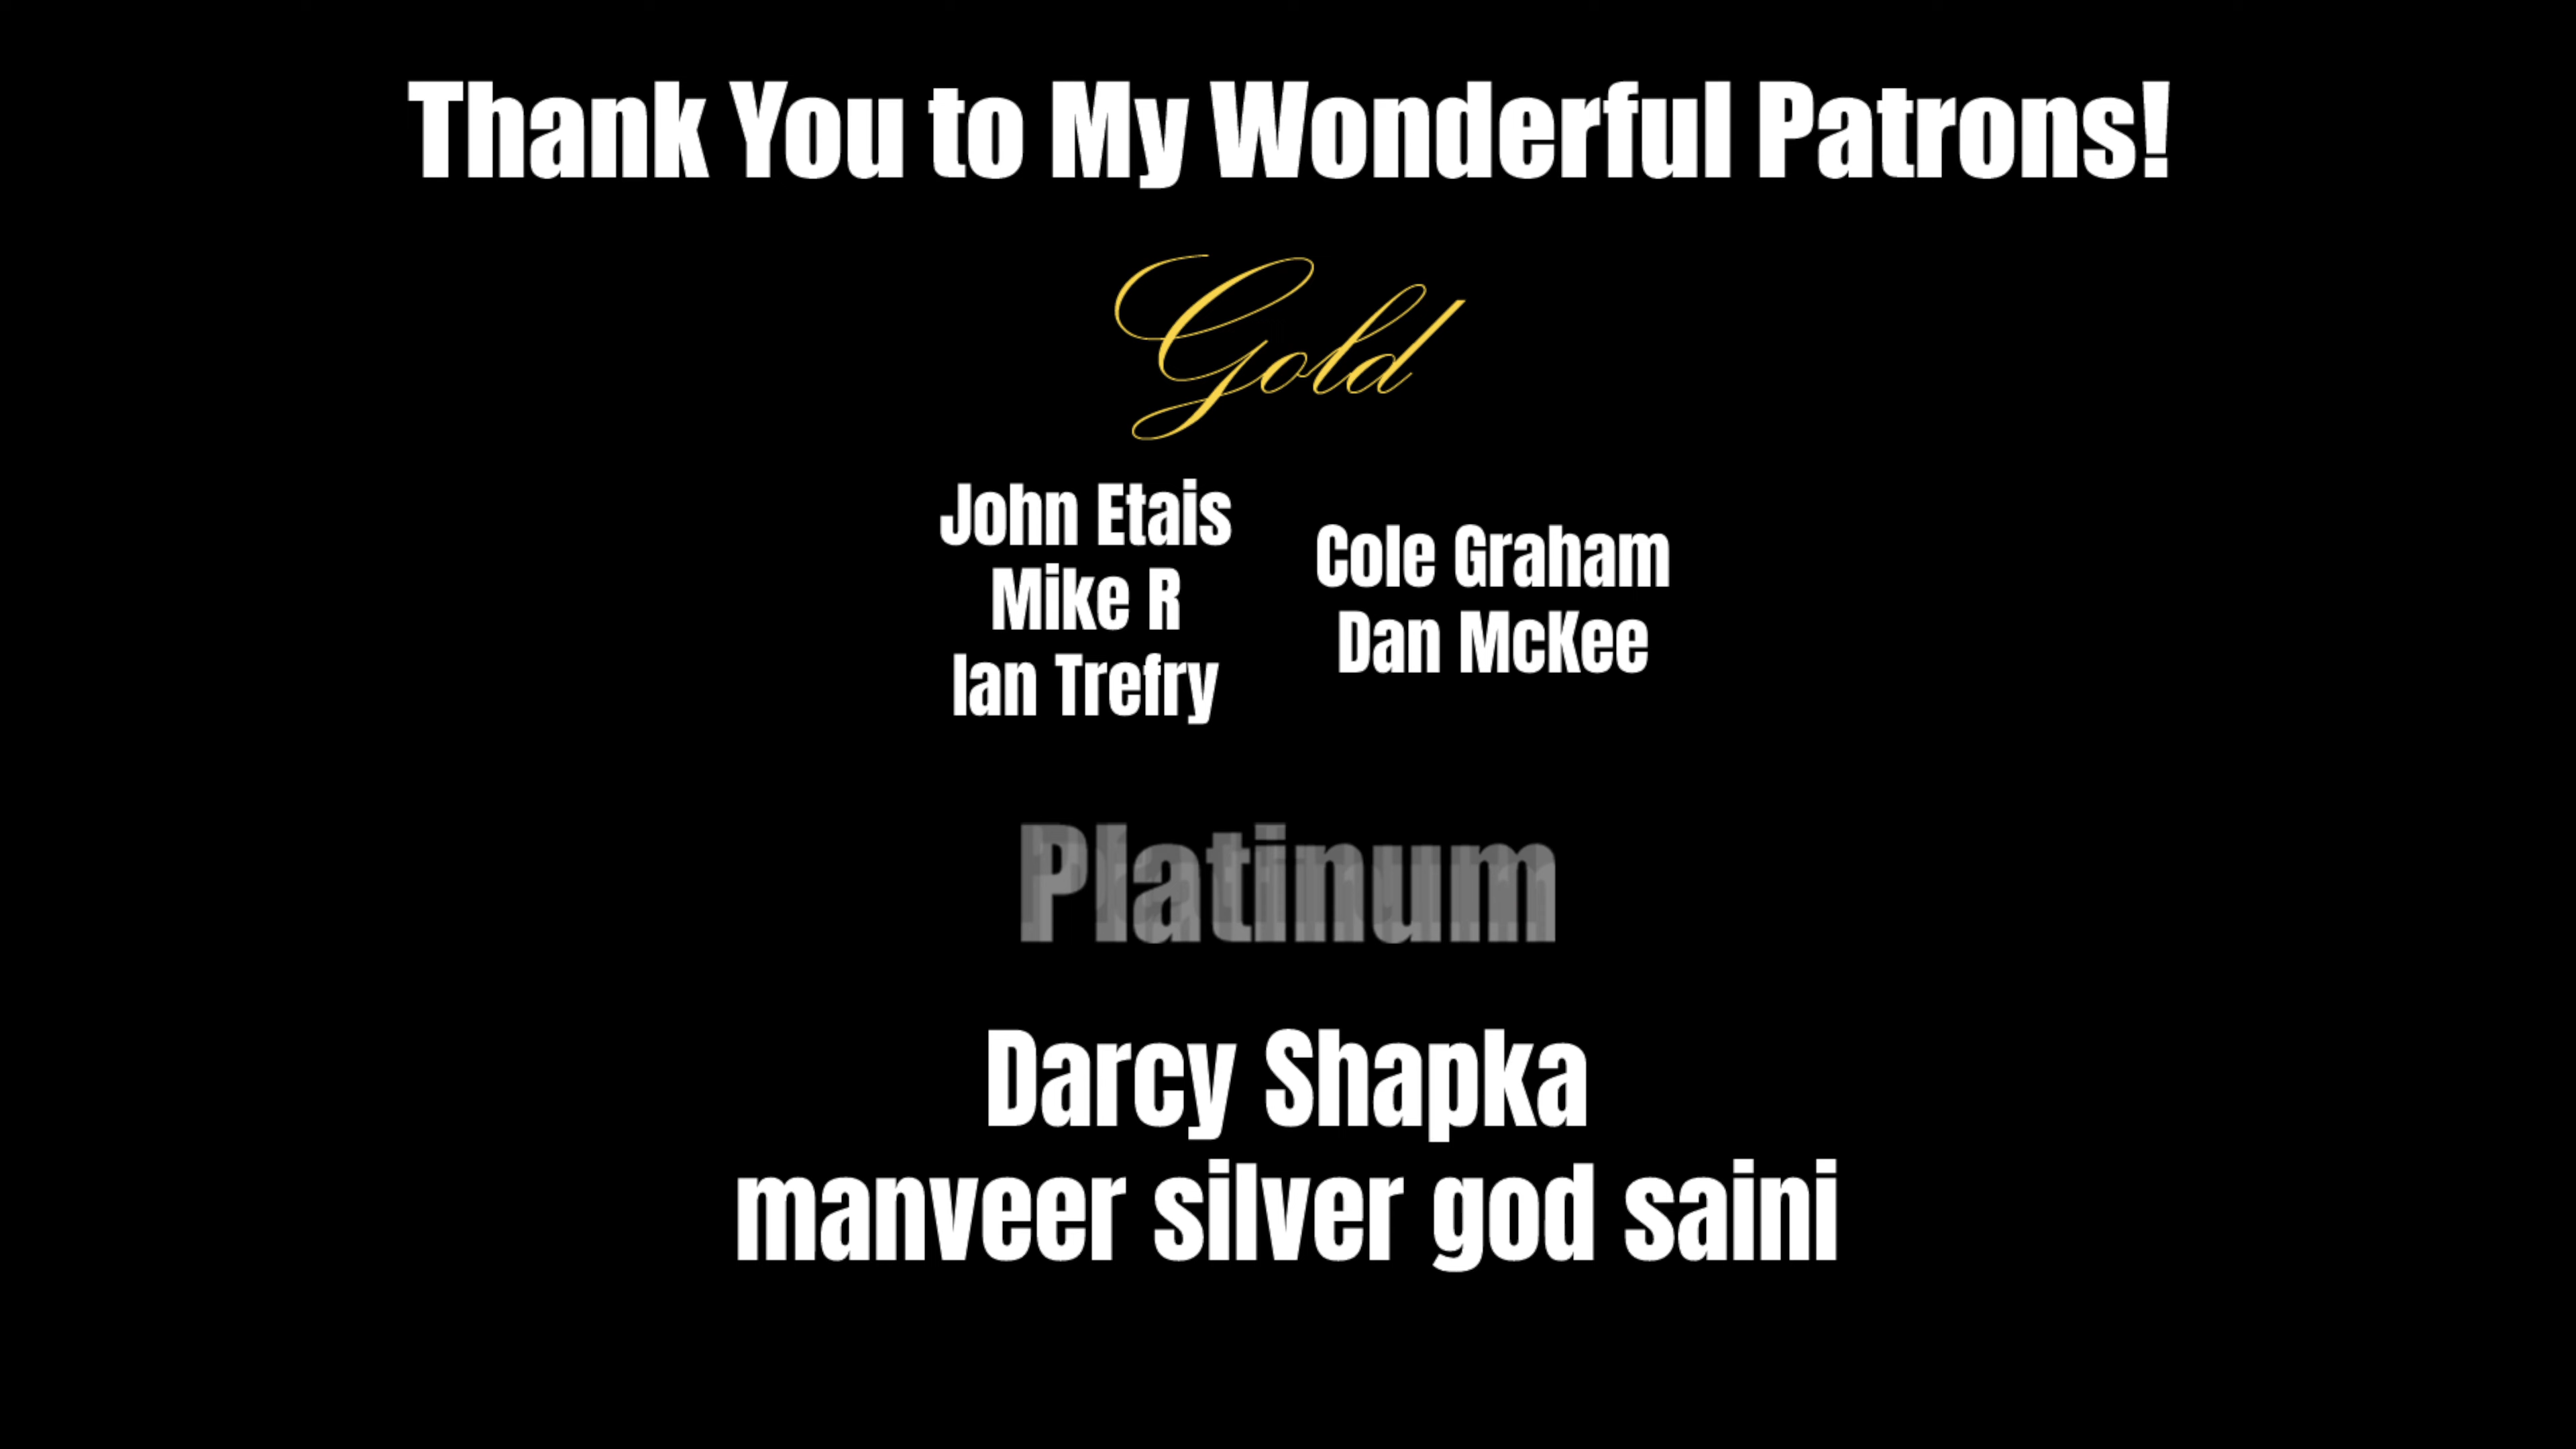 Thank You to My Wonderful Patrons!
Gold
John Etais
Mike R
Ian Trefry
Cole Graham
Dan McKee
Platinum
Darcy Shapka
manveer silver god saini